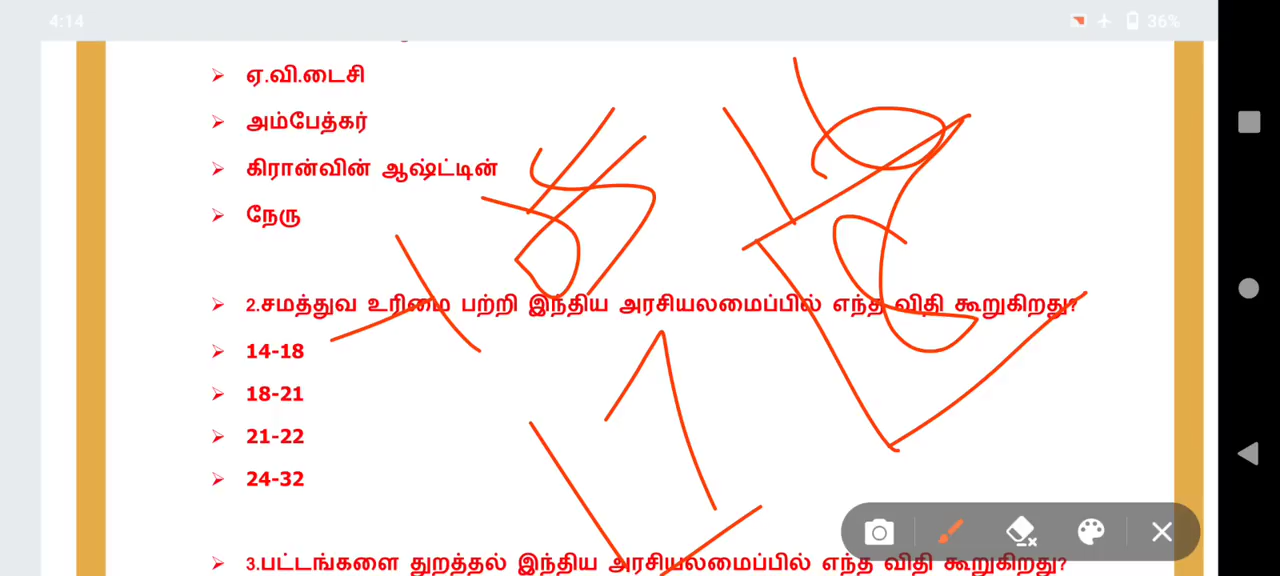 4:14
36%
ஏ.வி.டைசி
அம்பேத்கர்
கிரான்வின் ஆஷ்ட்டின்
நேரு
2.சமத்துவ உரிமை பற்றி இந்திய அரசியலமைப்பில் எந்த விதி கூறுகிறது?
14-18
18-21
21-22
24-32
3.பட்டங்களை துறத்தல் இந்திய அரசியலமைப்பில் எந்த விதி கூறுகிறது?